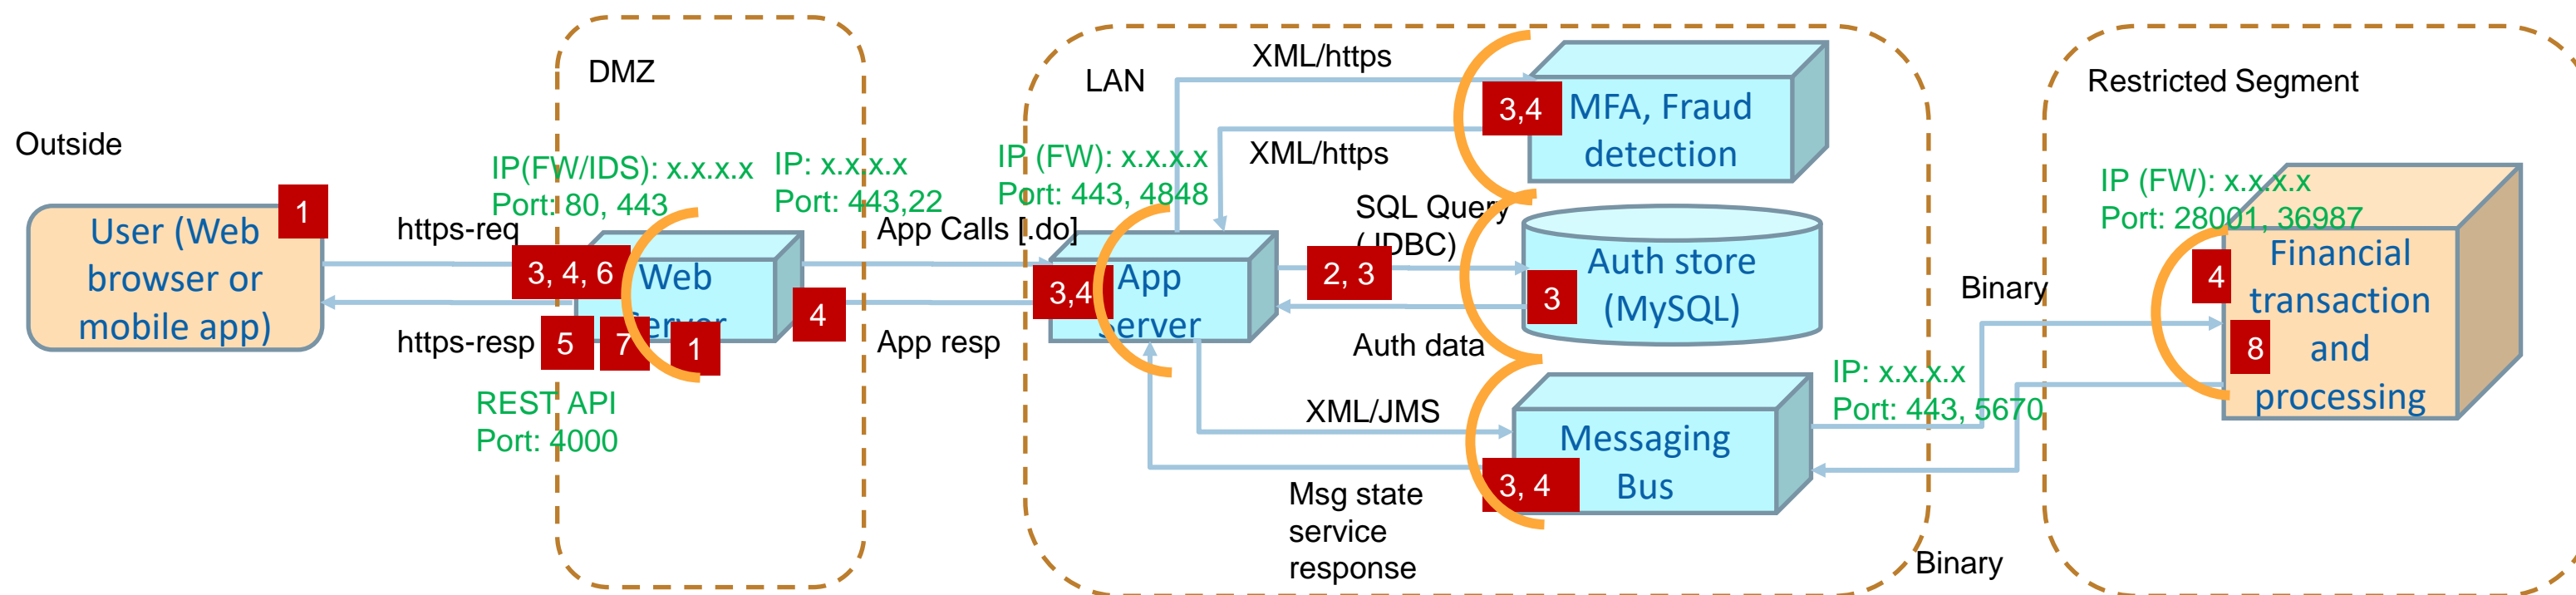 Outside
User (Web
browser or
mobile app)
1
https-req
https-resp
DMZ
IP(FW/IDS): x.x.x.x
Port: 80, 443
IP: x.x.x.x
Port: 443,22
3, 4, 6
Web
Server
5
7
1
4
REST API
Port: 4000
App Calls [.do]
App resp
LAN
IP (FW): x.x.x.x
Port: 443, 4848
3,4
App
Server
XML/https
XML/https
3,4
MFA, Fraud
detection
SQL Query
(JDBC)
2, 3
Auth data
3
Auth store
(MySQL)
XML/JMS
Msg state
service
response
3, 4
Messaging
Bus
IP: x.x.x.x
Port: 443, 5670
Binary
Binary
Restricted Segment
IP (FW): x.x.x.x
Port: 28001, 36987
4
8
Financial
transaction
and
processing